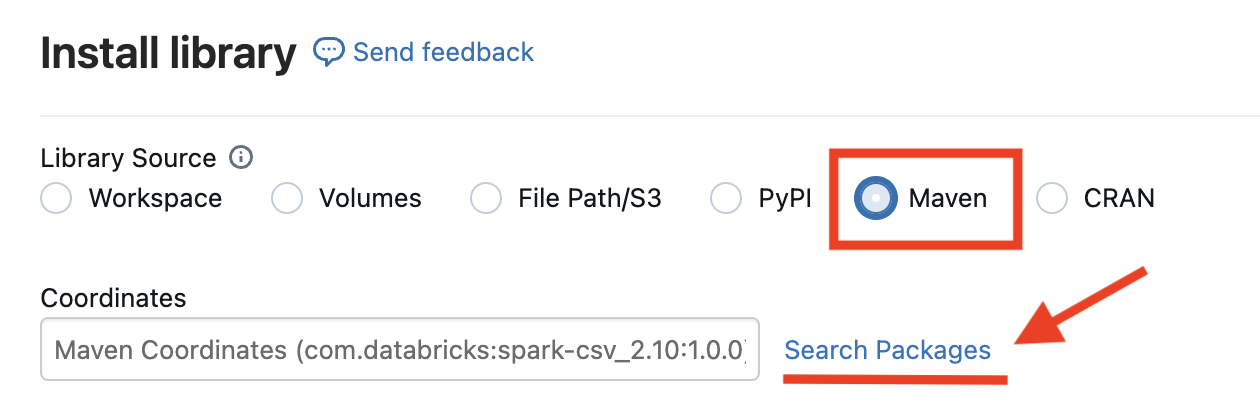 Install library Send feedback
Library Source
Workspace Volumes File Path/S3 PyPI Maven CRAN
Coordinates
Maven Coordinates (com.databricks:spark-csv_2.10:1.0.0) Search Packages